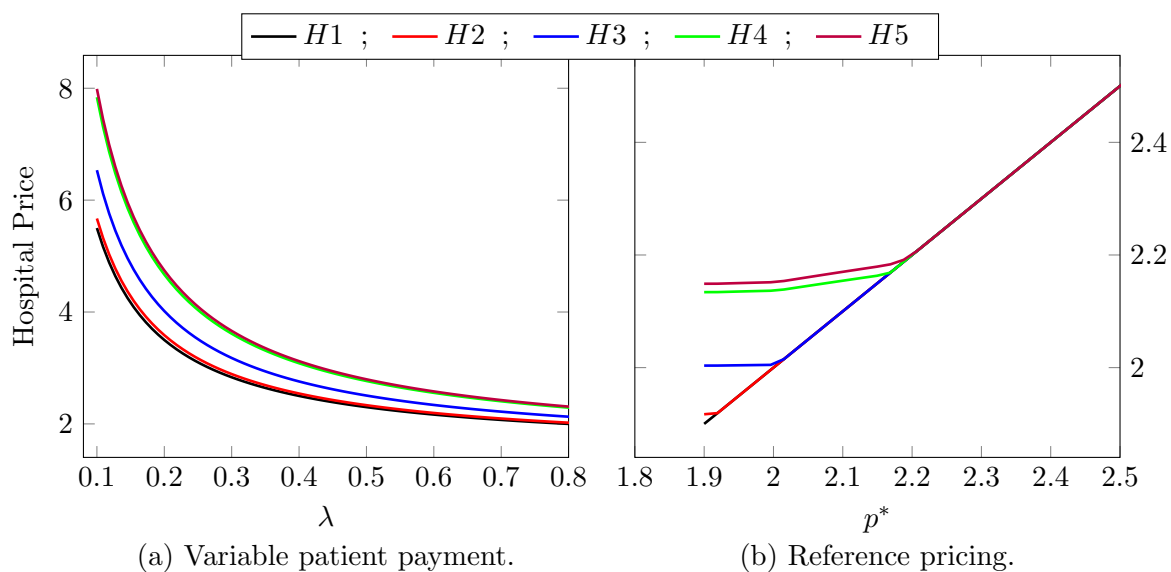 H1 ; H2 ; H3 ; H4 ; H5
8
6
4
2
Hospital Price
0.1 0.2 0.3 0.4 0.5 0.6 0.7 0.8
λ
(a) Variable patient payment.
2.4
2.2
2
1.8 1.9 2 2.1 2.2 2.3 2.4 2.5
p*
(b) Reference pricing.